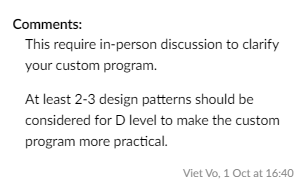 Comments:
This require in-person discussion to clarify
your custom program.
At least 2-3 design patterns should be
considered for D level to make the custom
program more practical.
Viet Vo, 1 Oct at 16:40